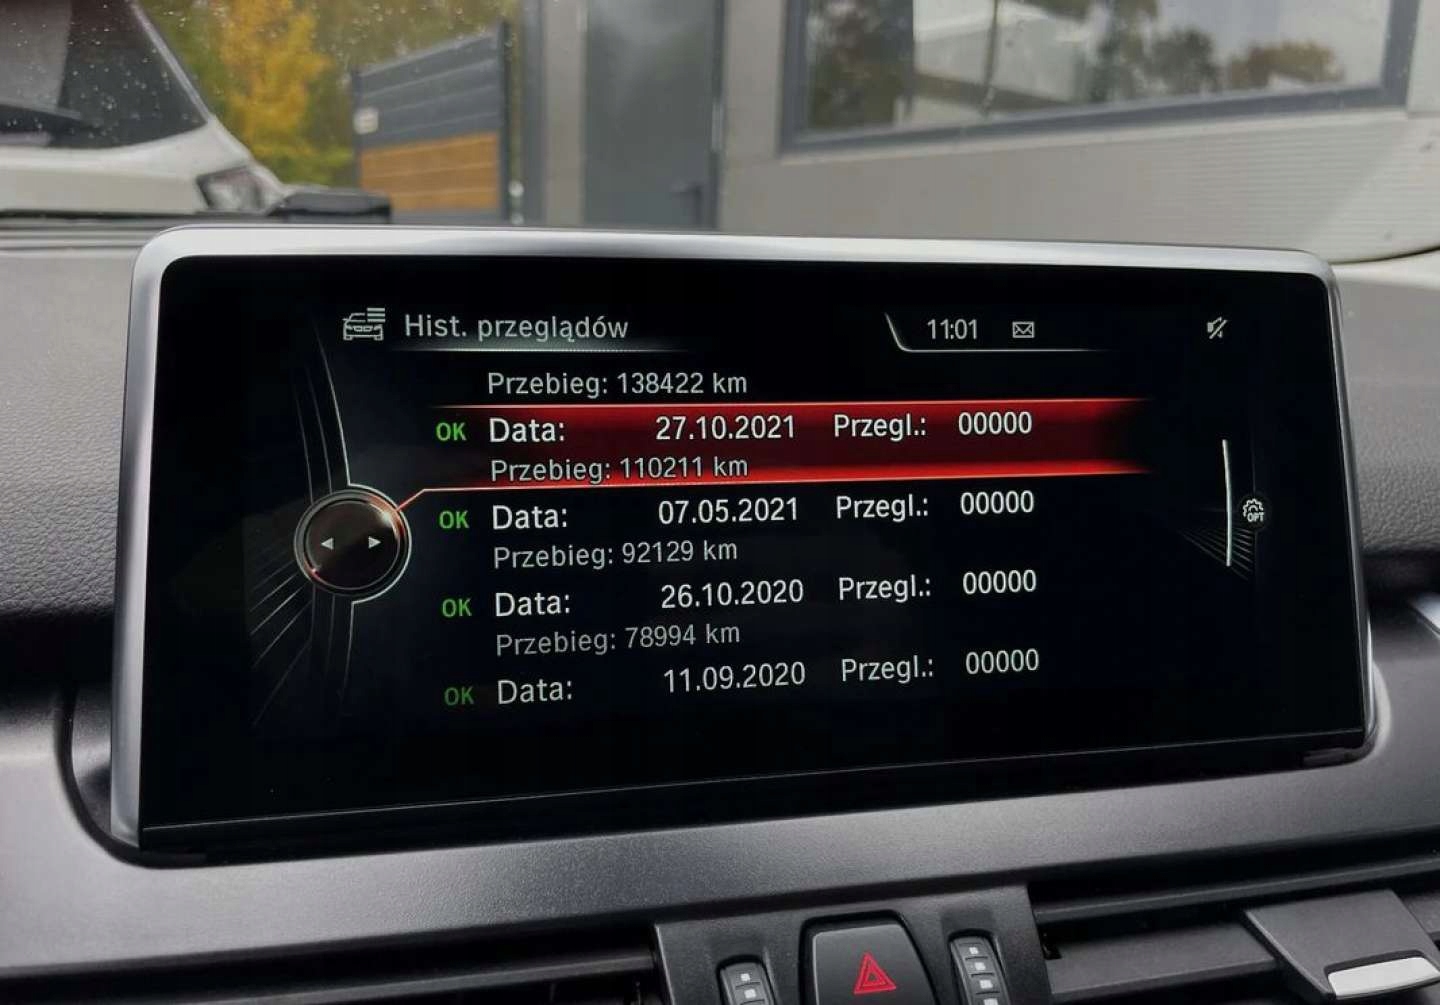 Hist. przeglądów
11:01
Przebieg: 138422 km
OK Data: 27.10.2021 Przegl.: 00000
Przebieg: 110211 km
OK Data: 07.05.2021 Przegl.: 00000
Przebieg: 92129 km
OK Data: 26.10.2020 Przegl.: 00000
Przebieg: 78994 km
OK Data: 11.09.2020 Przegl.: 00000
OPT